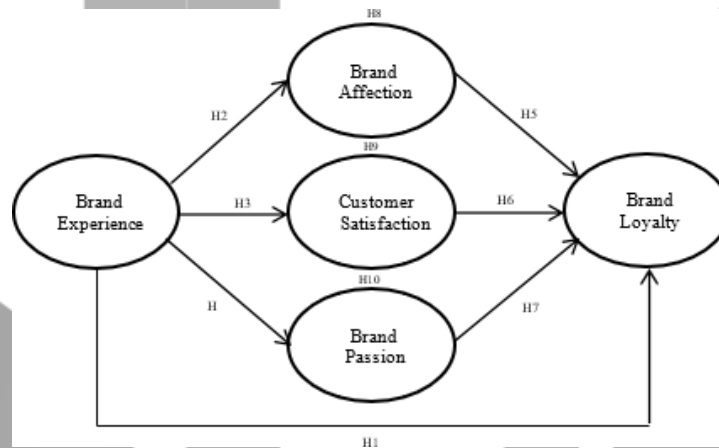 H8
Brand
Affection
H2
H5
H9
Brand
Experience
H3
Customer
Satisfaction
H6
Brand
Loyalty
H10
H
H7
Brand
Passion
H1